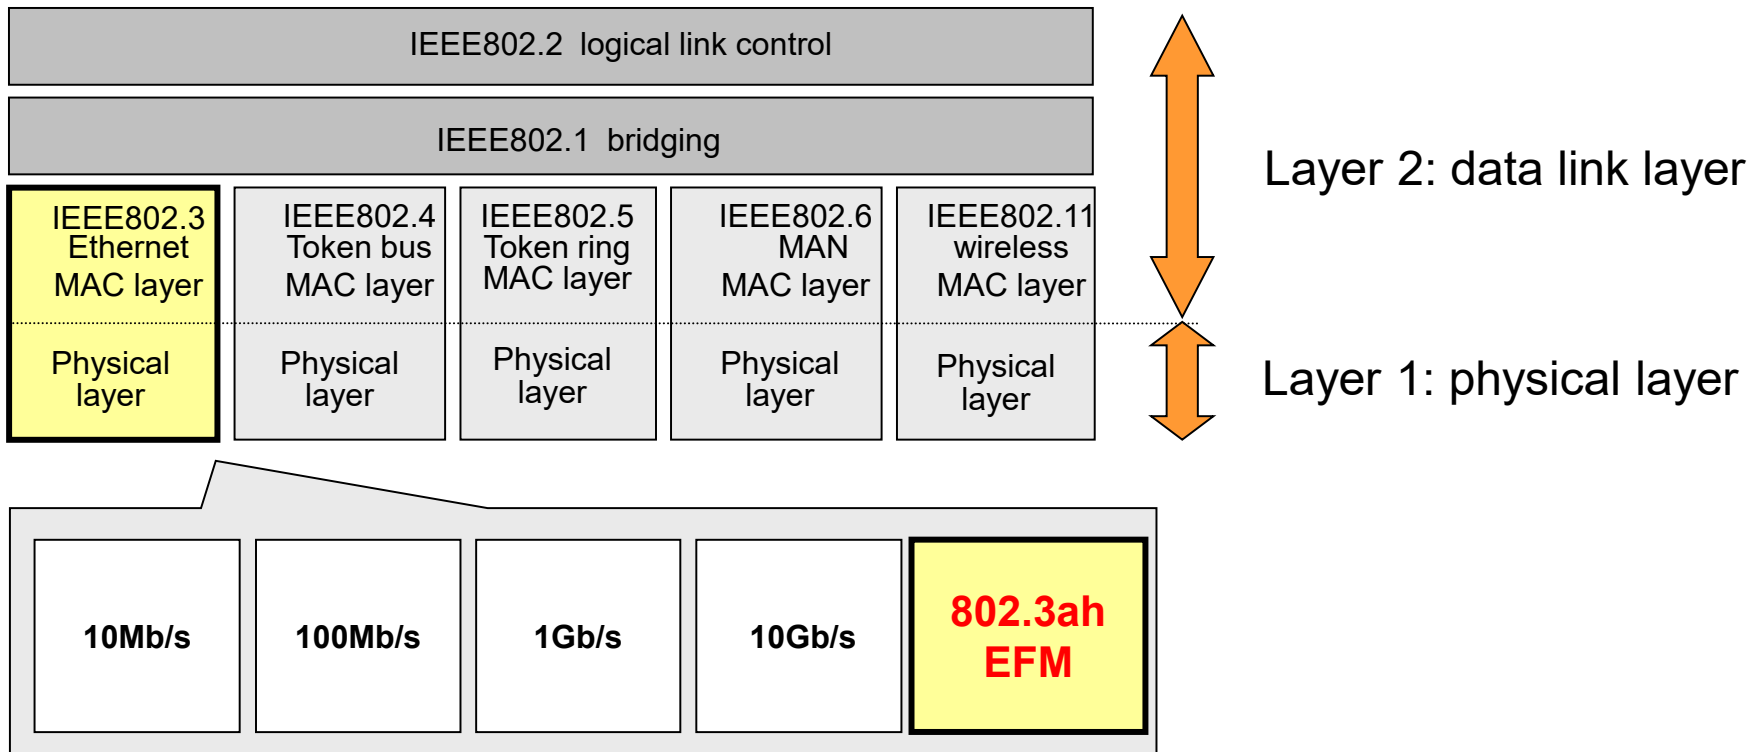 IEEE802.2 logical link control
IEEE802.1 bridging
Layer 2: data link layer
IEEE802.3
Ethernet
MAC layer
Physical
layer
IEEE802.4
Token bus
MAC layer
Physical
layer
IEEE802.5
Token ring
MAC layer
Physical
layer
IEEE802.6
MAN
MAC layer
Physical
layer
IEEE802.11
wireless
MAC layer
Physical
layer
Layer 1: physical layer
10Mb/s
100Mb/s
1Gb/s
10Gb/s
802.3ah
EFM